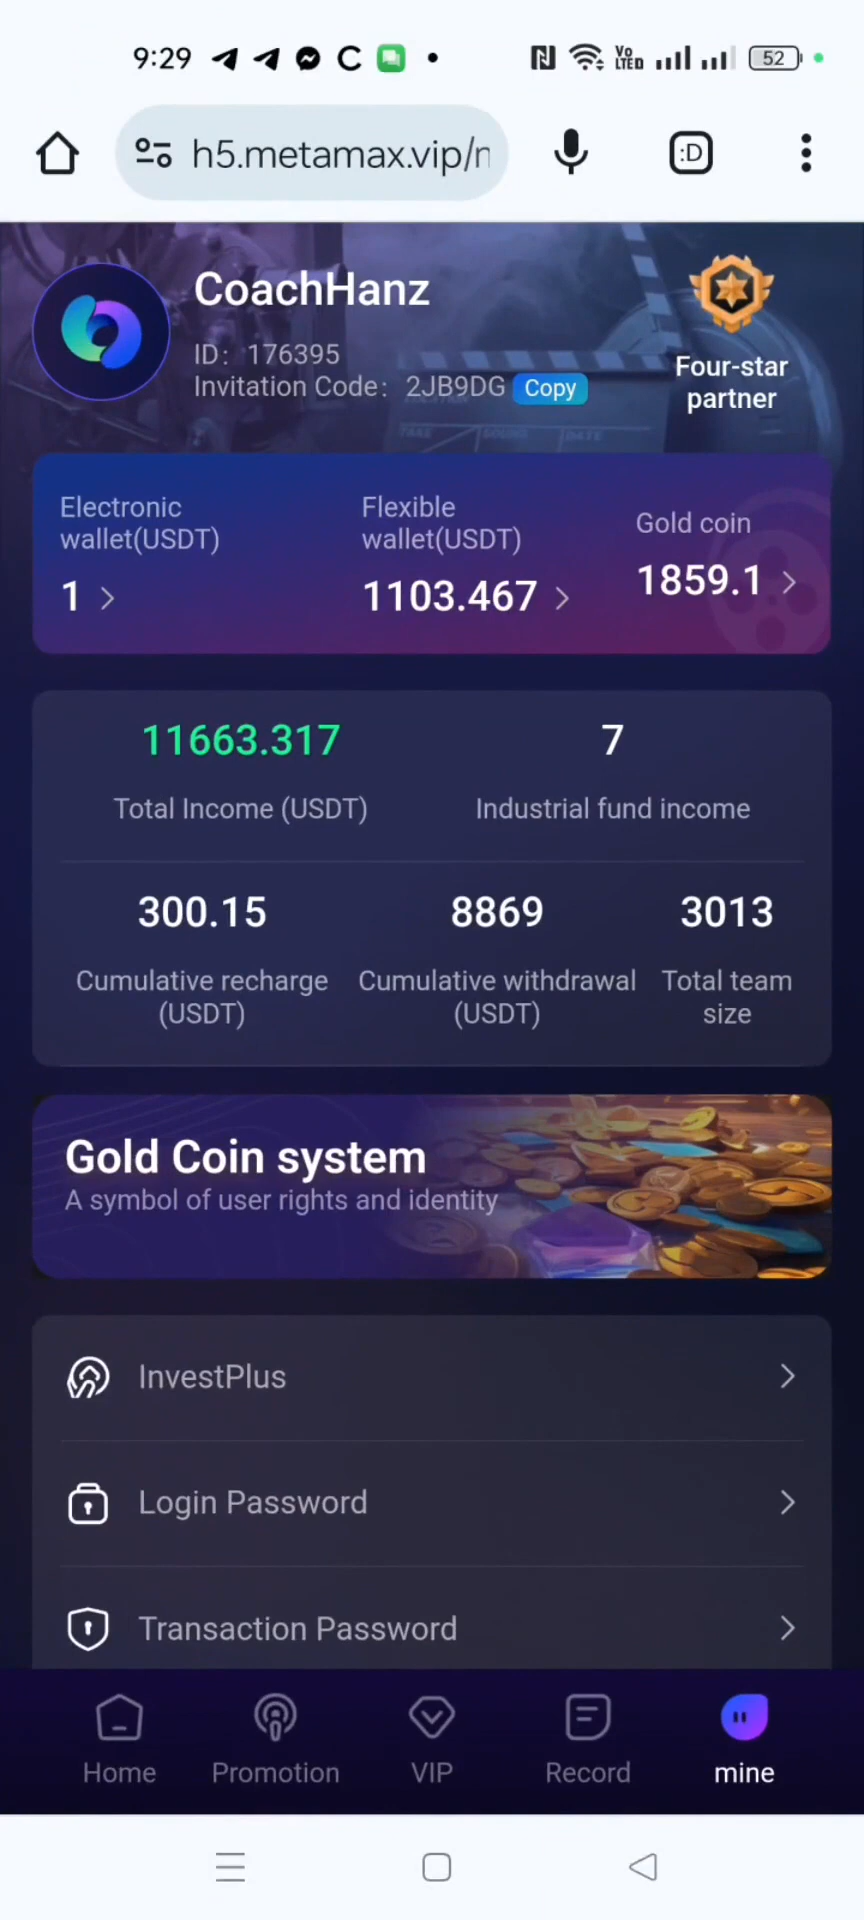 9:29
Vo
LTED
52
h5.metamax.vip/
:D
CoachHanz
ID: 176395
Invitation Code: 2JB9DG Copy
Four-star
partner
Electronic
wallet(USDT)
1
Flexible
wallet(USDT)
1103.467
Gold coin
1859.1
11663.317
Total Income (USDT)
7
Industrial fund income
300.15
Cumulative recharge
(USDT)
8869
Cumulative withdrawal
(USDT)
3013
Total team
size
Gold Coin system
A symbol of user rights and identity
InvestPlus
Login Password
Transaction Password
Home
Promotion
VIP
Record
mine